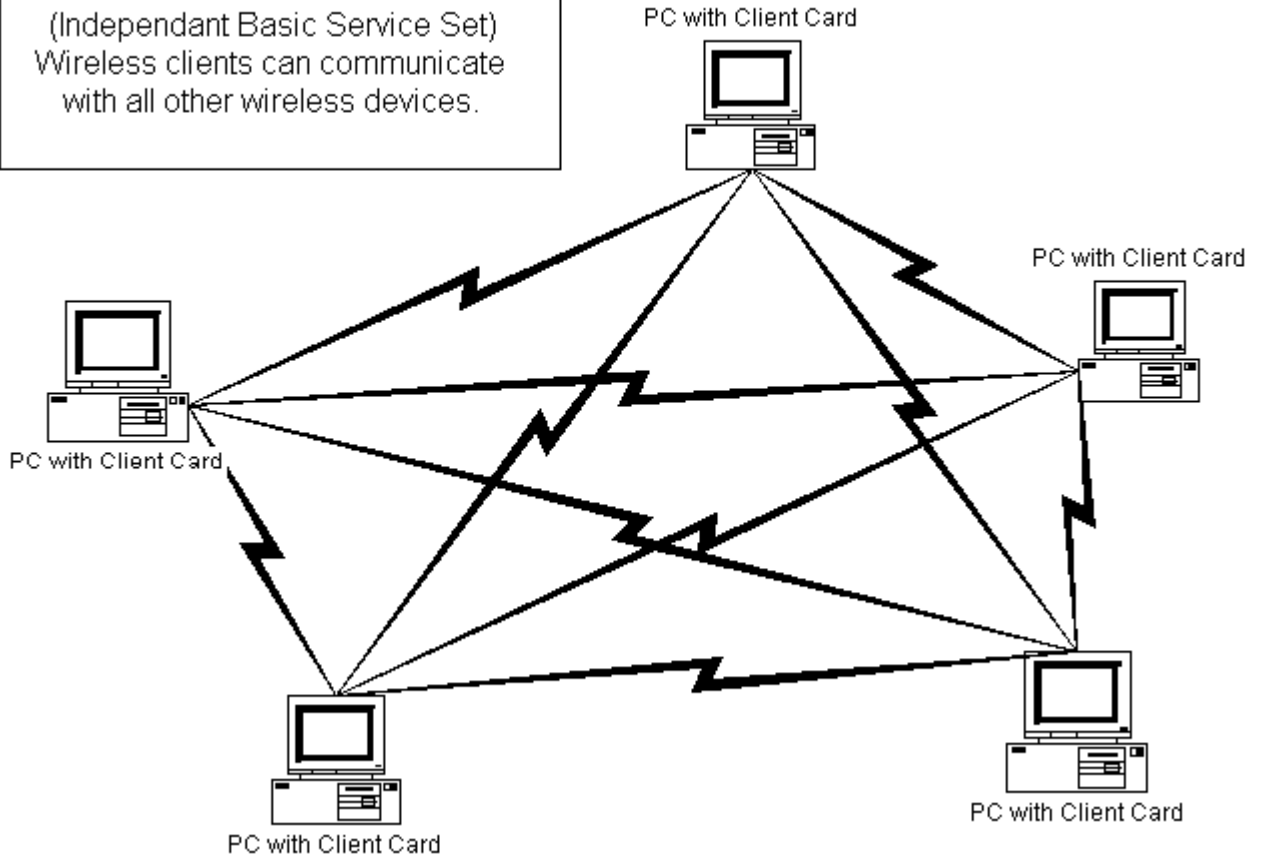 (Independant Basic Service Set)
Wireless clients can communicate
with all other wireless devices.
PC with Client Card
PC with Client Card
PC with Client Card
PC with Client Card
PC with Client Card